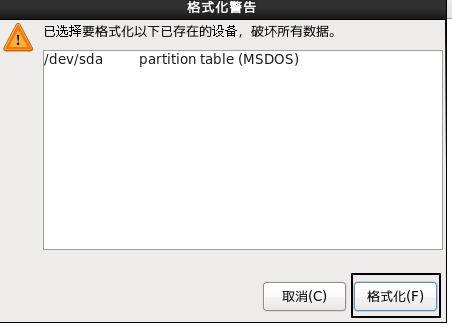 格式化警告
已选择要格式化以下已存在的设备，破坏所有数据。
/dev/sda partition table (MSDOS)
取消(C) 格式化(F)